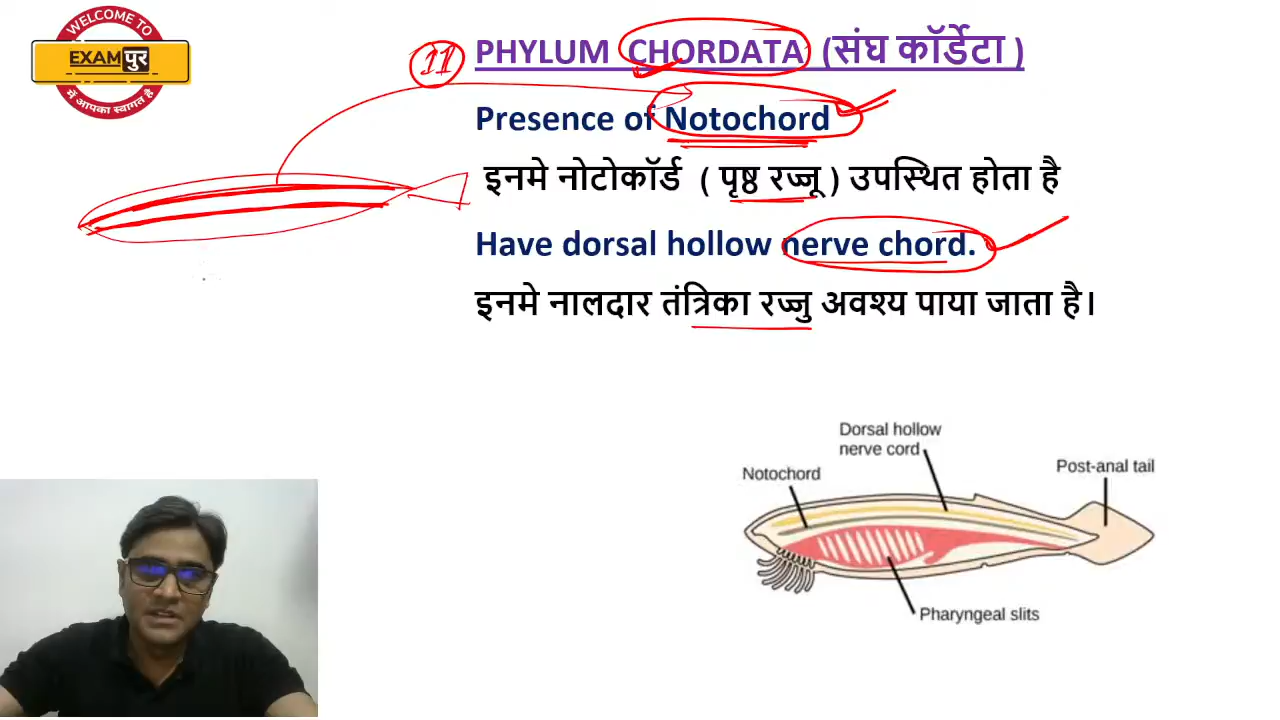 WELCOME TO
EXAMपुर
में आपका स्वागत है
11
PHYLUM CHORDATA (संघ कॉर्डेटा )
Presence of Notochord
इनमे नोटोकॉर्ड ( पृष्ठ रज्जू ) उपस्थित होता है
Have dorsal hollow nerve chord.
इनमे नालदार तंत्रिका रज्जु अवश्य पाया जाता है।
Dorsal hollow
nerve cord
Notochord
Post-anal tail
Pharyngeal slits